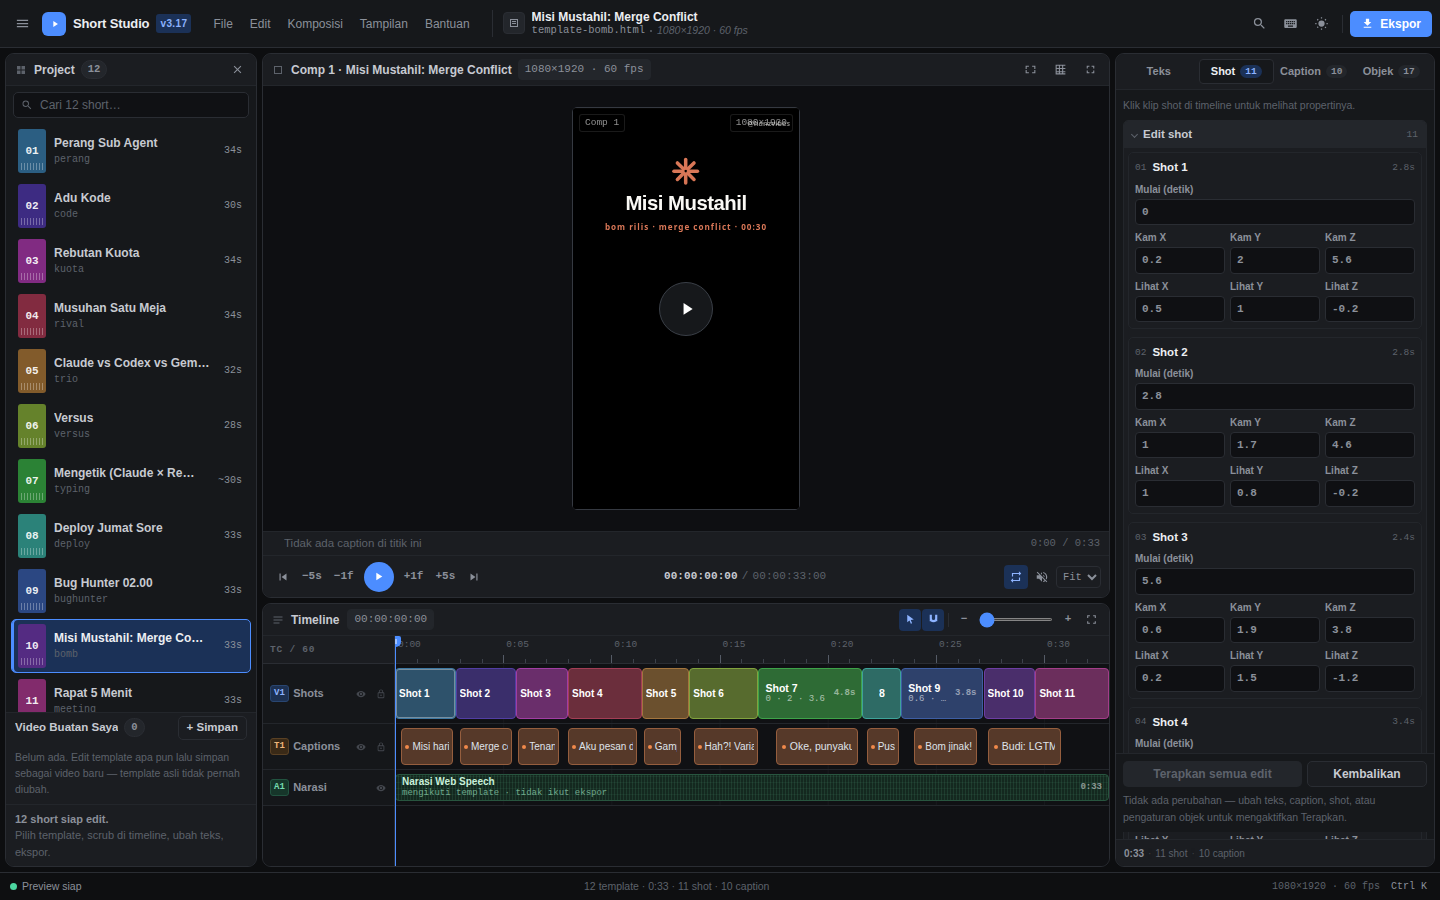 Short Studio v3.17 File Edit Komposisi Tampilan Bantuan
Misi Mustahil: Merge Conflict
template-bomb.html · 1080×1920 · 60 fps
Ekspor
Project 12
Cari 12 short…
01 Perang Sub Agent 34s
perang
02 Adu Kode 30s
code
03 Rebutan Kuota 34s
kuota
04 Musuhan Satu Meja 34s
rival
05 Claude vs Codex vs Gem… 32s
trio
06 Versus 28s
versus
07 Mengetik (Claude × Re… ~30s
typing
08 Deploy Jumat Sore 33s
deploy
09 Bug Hunter 02.00 33s
bughunter
10 Misi Mustahil: Merge Co… 33s
bomb
11 Rapat 5 Menit 33s
meeting
Video Buatan Saya 0 + Simpan
Belum ada. Edit template apa pun lalu simpan
sebagai video baru — template asli tidak pernah
diubah.
12 short siap edit.
Pilih template, scrub di timeline, ubah teks,
ekspor.
Comp 1 · Misi Mustahil: Merge Conflict 1080×1920 · 60 fps
Comp 1
1080×1920
Misi Mustahil
bom rilis · merge conflict · 00:30
Tidak ada caption di titik ini 0:00 / 0:33
−5s −1f +1f +5s
00:00:00:00 / 00:00:33:00
Fit
Timeline 00:00:00:00
− +
TC / 60
0:00 0:05 0:10 0:15 0:20 0:25 0:30
V1 Shots
Shot 1 Shot 2 Shot 3 Shot 4 Shot 5 Shot 6 Shot 7 4.8s 8 Shot 9 3.8s Shot 10 Shot 11
0 · 2 · 3.6 0.6 · …
T1 Captions
Misi hari Merge co Tenan Aku pesan d Gam Hah?! Varia Oke, punyaku Pus Bom jinak! Budi: LGTM
A1 Narasi
Narasi Web Speech
mengikuti template · tidak ikut ekspor
0:33
Teks Shot 11 Caption 10 Objek 17
Klik klip shot di timeline untuk melihat propertinya.
Edit shot 11
01 Shot 1 2.8s
Mulai (detik)
0
Kam X Kam Y Kam Z
0.2 2 5.6
Lihat X Lihat Y Lihat Z
0.5 1 -0.2
02 Shot 2 2.8s
Mulai (detik)
2.8
Kam X Kam Y Kam Z
1 1.7 4.6
Lihat X Lihat Y Lihat Z
1 0.8 -0.2
03 Shot 3 2.4s
Mulai (detik)
5.6
Kam X Kam Y Kam Z
0.6 1.9 3.8
Lihat X Lihat Y Lihat Z
0.2 1.5 -1.2
04 Shot 4 3.4s
Mulai (detik)
Terapkan semua edit Kembalikan
Tidak ada perubahan — ubah teks, caption, shot, atau
pengaturan objek untuk mengaktifkan Terapkan.
Lihat X Lihat Y Lihat Z
0:33 · 11 shot · 10 caption
Preview siap
12 template · 0:33 · 11 shot · 10 caption
1080×1920 · 60 fps Ctrl K